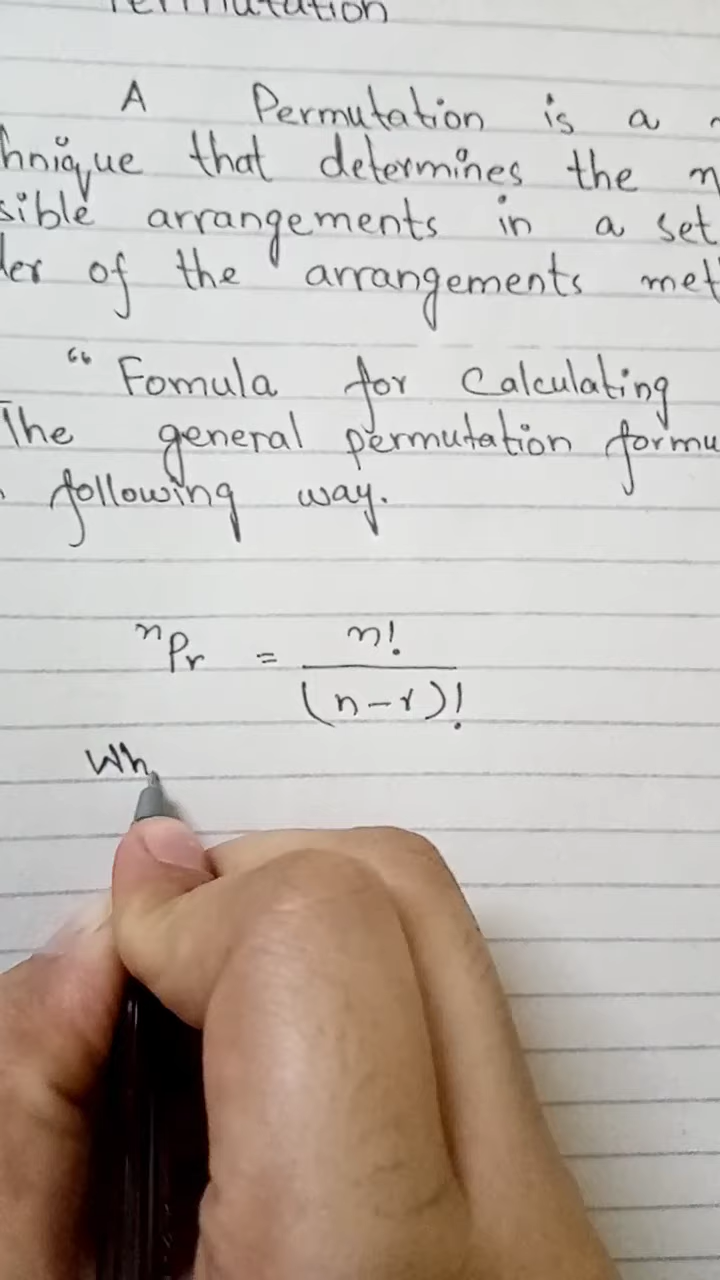 Permutation
A Permutation is a
hnique that determines the
sible arrangements in a set
der of the arrangements met
“ Fomula for Calculating
The general permutation formu
following way.
nPr = n! / (n-r)!
Wh